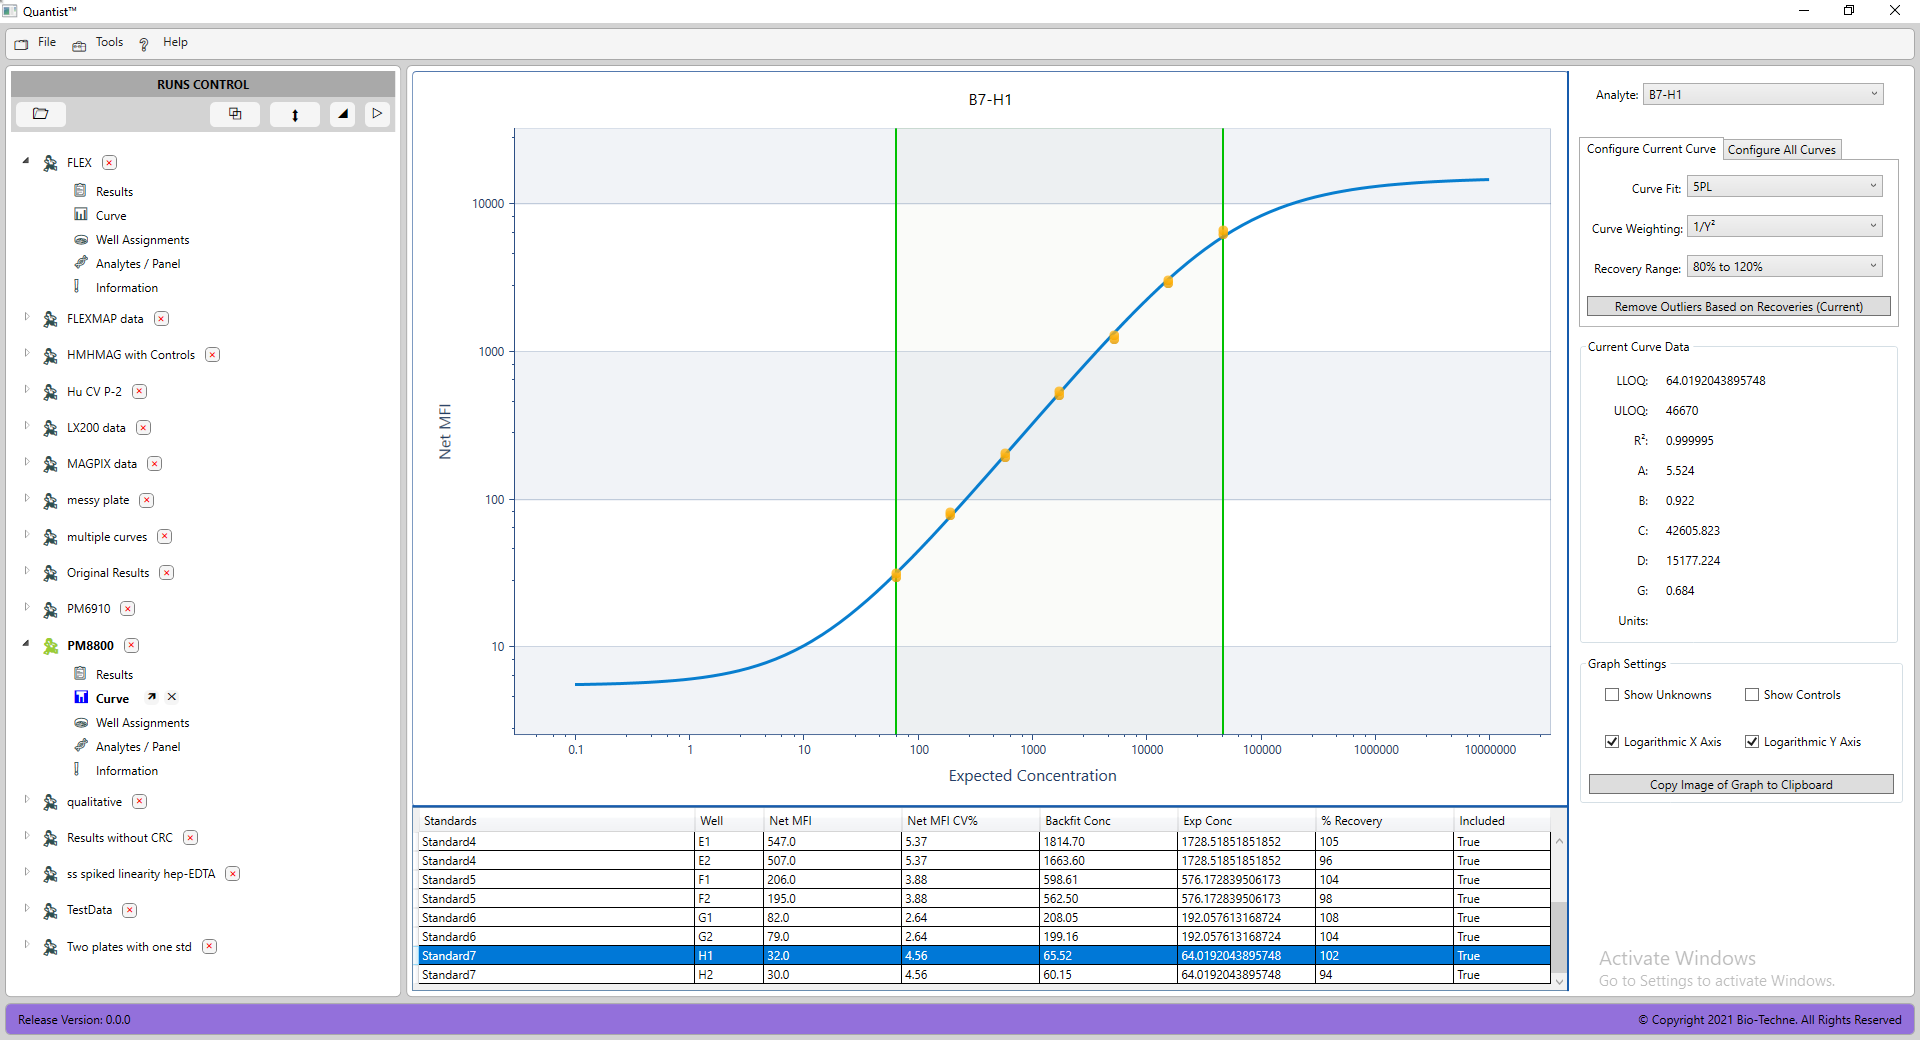 Quantist™
File Tools Help
RUNS CONTROL
FLEX
Results
Curve
Well Assignments
Analytes / Panel
Information
FLEXMAP data
HMHMAG with Controls
Hu CV P-2
LX200 data
MAGPIX data
messy plate
multiple curves
Original Results
PM6910
PM8800
Results
Curve
Well Assignments
Analytes / Panel
Information
qualitative
Results without CRC
ss spiked linearity hep-EDTA
TestData
Two plates with one std
B7-H1
Net MFI
10000
1000
100
10
0.1 1 10 100 1000 10000 100000 1000000 10000000
Expected Concentration
Standards Well Net MFI Net MFI CV% Backfit Conc Exp Conc % Recovery Included
Standard4 E1 547.0 5.37 1814.70 1728.51851851852 105 True
Standard4 E2 507.0 5.37 1663.60 1728.51851851852 96 True
Standard5 F1 206.0 3.88 598.61 576.172839506173 104 True
Standard5 F2 195.0 3.88 562.50 576.172839506173 98 True
Standard6 G1 82.0 2.64 208.05 192.057613168724 108 True
Standard6 G2 79.0 2.64 199.16 192.057613168724 104 True
Standard7 H1 32.0 4.56 65.52 64.0192043895748 102 True
Standard7 H2 30.0 4.56 60.15 64.0192043895748 94 True
Analyte: B7-H1
Configure Current Curve Configure All Curves
Curve Fit: 5PL
Curve Weighting: 1/Y²
Recovery Range: 80% to 120%
Remove Outliers Based on Recoveries (Current)
Current Curve Data
LLOQ: 64.0192043895748
ULOQ: 46670
R²: 0.999995
A: 5.524
B: 0.922
C: 42605.823
D: 15177.224
G: 0.684
Units:
Graph Settings
Show Unknowns Show Controls
Logarithmic X Axis Logarithmic Y Axis
Copy Image of Graph to Clipboard
Activate Windows
Go to Settings to activate Windows.
Release Version: 0.0.0
© Copyright 2021 Bio-Techne. All Rights Reserved